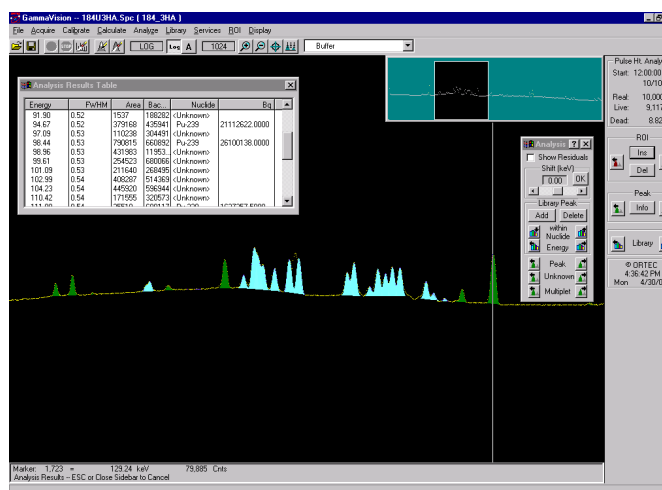 GammaVision -- 184U3HA.Spc ( 184_3HA )
File Acquire Calibrate Calculate Analyze Library Services ROI Display
LOG Log A 1024 Buffer
Analysis Results Table
Energy FWHM Area Bac... Nuclide Bq
91.90 0.52 1537 188282 <Unknown>
94.67 0.52 379168 435941 Pu-239 21112622.0000
97.09 0.53 110238 304491 <Unknown>
98.44 0.53 790815 660892 Pu-239 26100138.0000
98.96 0.53 431983 11953... <Unknown>
99.61 0.53 254523 680066 <Unknown>
101.09 0.53 211640 268495 <Unknown>
102.99 0.54 408287 514369 <Unknown>
104.23 0.54 445920 596944 <Unknown>
110.42 0.54 171555 320573 <Unknown>
Analysis
Show Residuals
Shift (keV)
0.00 OK
Library Peak
Add Delete
within
Nuclide
Energy
Peak
Unknown
Multiplet
Pulse Ht. Analy
Start: 12:00:00
10/10
Real: 10,000
Live: 9,117
Dead: 8.82
ROI
Ins
Del
Peak
Info
Library
© ORTEC
4:36:42 PM
Mon 4/30/0
Marker: 1,723 = 129.24 keV 79,885 Cnts
Analysis Results -- ESC or Close Sidebar to Cancel